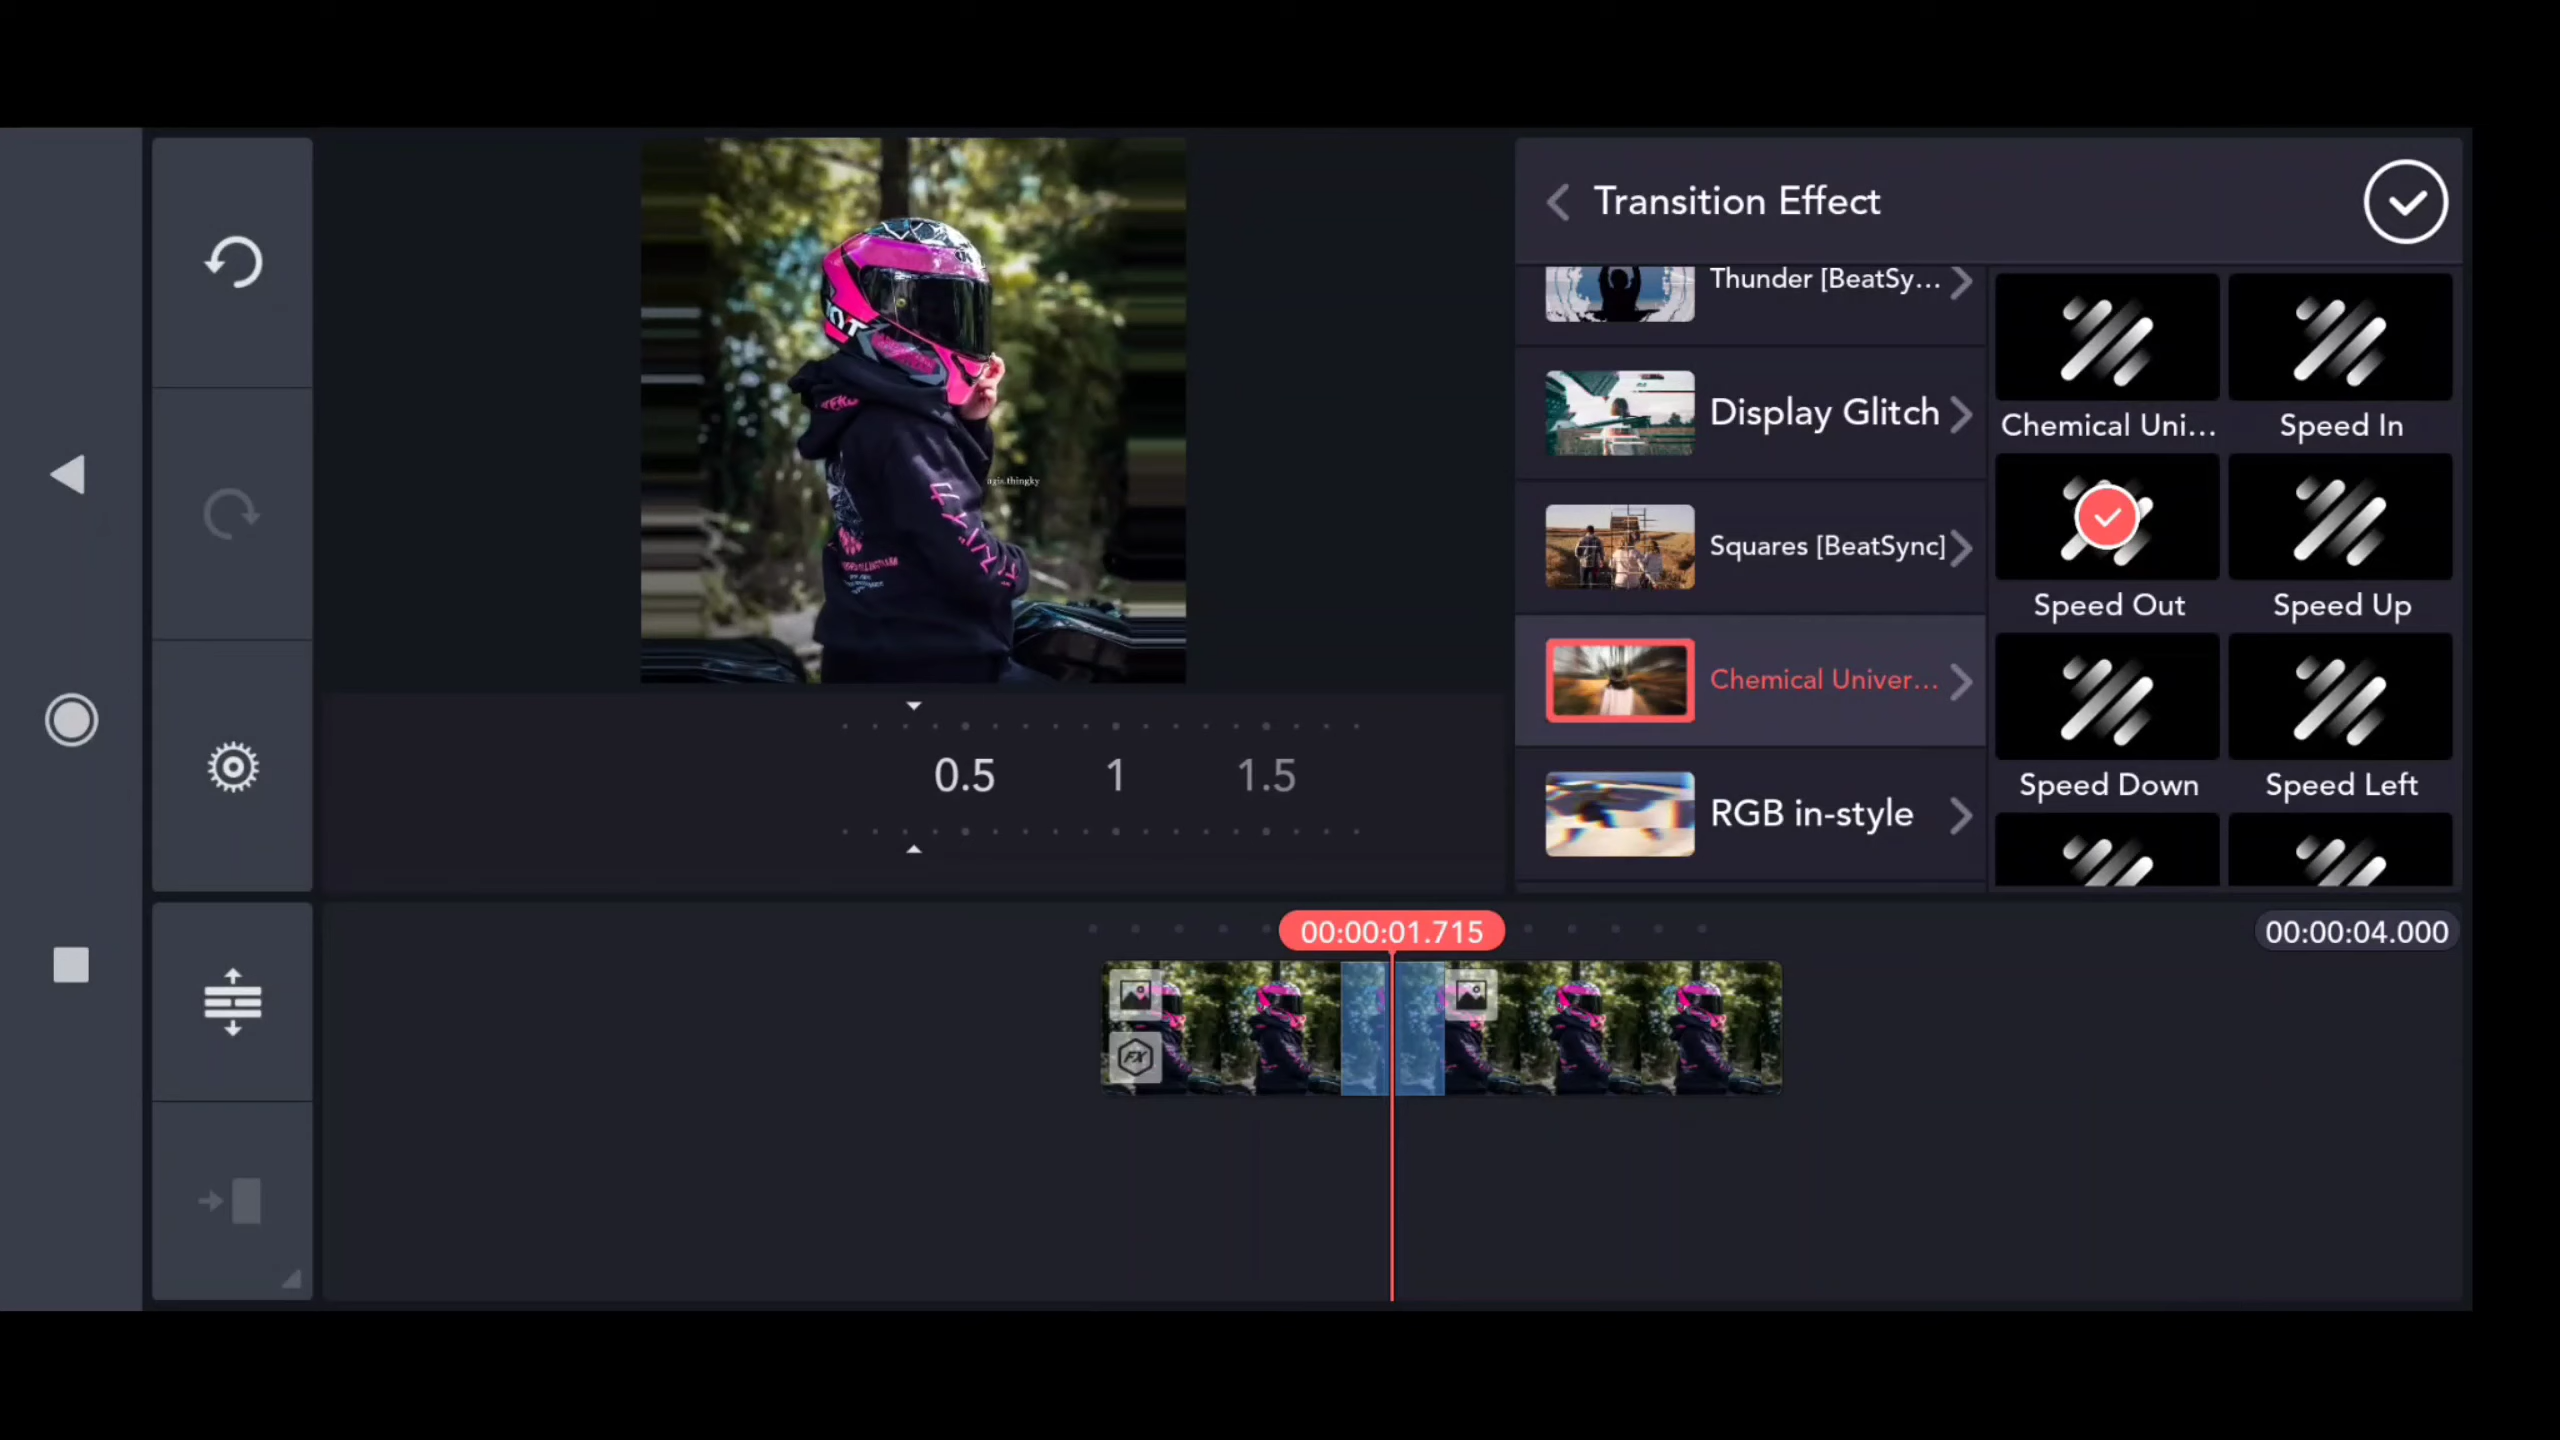 Transition Effect
Thunder [BeatSy...
Display Glitch
Squares [BeatSync]
Chemical Univer...
RGB in-style
Chemical Uni...
Speed In
Speed Out
Speed Up
Speed Down
Speed Left
0.5
1
1.5
00:00:01.715
00:00:04.000
FX